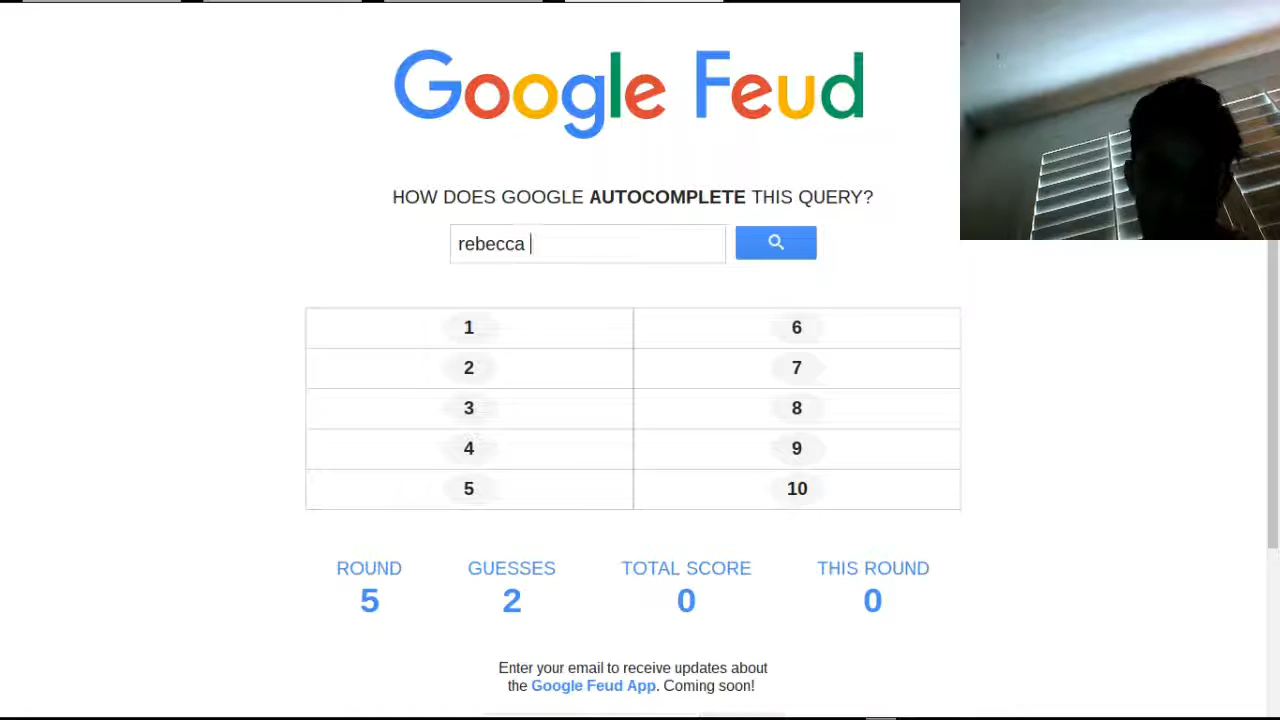 Google Feud
HOW DOES GOOGLE AUTOCOMPLETE THIS QUERY?
rebecca
1 6
2 7
3 8
4 9
5 10
ROUND GUESSES TOTAL SCORE THIS ROUND
5 2 0 0
Enter your email to receive updates about
the Google Feud App. Coming soon!